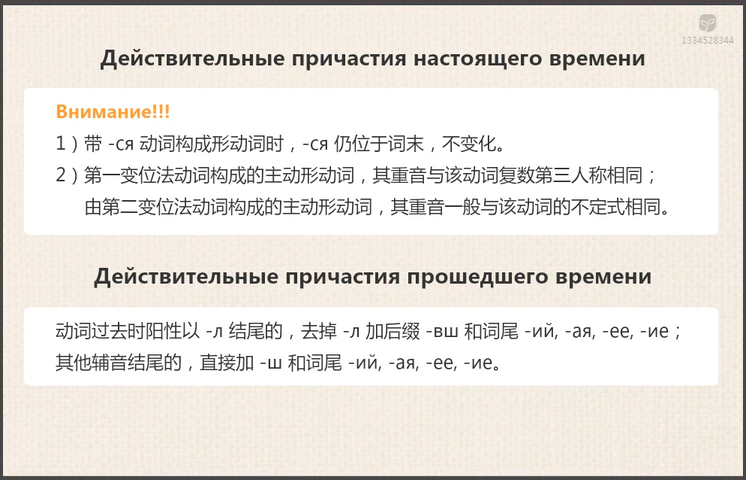 1334528344
Действительные причастия настоящего времени
Внимание!!!
1）带 -ся 动词构成形动词时，-ся 仍位于词末，不变化。
2）第一变位法动词构成的主动形动词，其重音与该动词复数第三人称相同；
由第二变位法动词构成的主动形动词，其重音一般与该动词的不定式相同。
Действительные причастия прошедшего времени
动词过去时阳性以 -л 结尾的，去掉 -л 加后缀 -вш 和词尾 -ий, -ая, -ее, -ие；
其他辅音结尾的，直接加 -ш 和词尾 -ий, -ая, -ее, -ие。